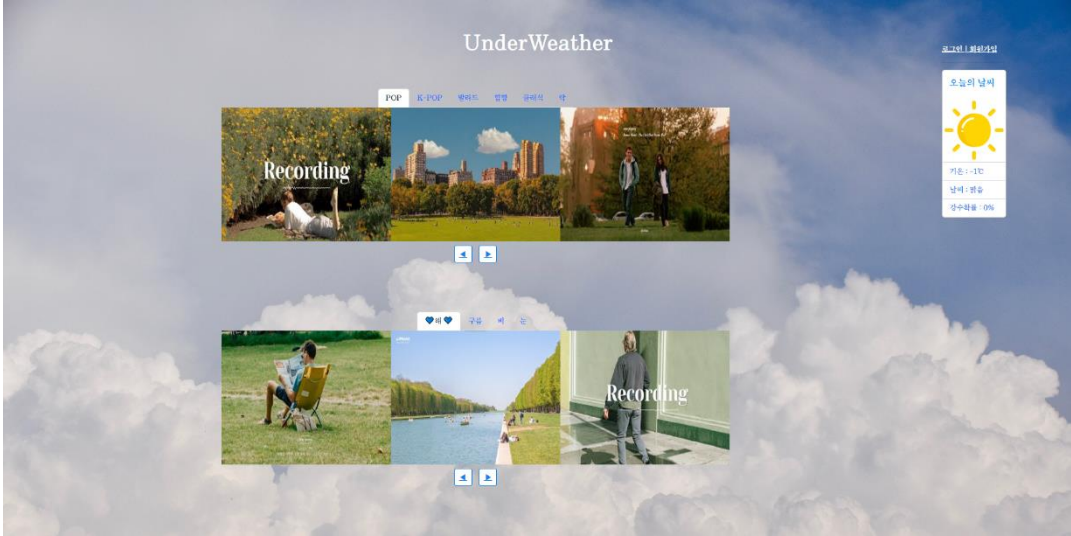 UnderWeather
로그인 | 회원가입
POP K-POP 발라드 힙합 클래식 락
Recording
오늘의 날씨
기온 : -1℃
날씨 : 맑음
강수확률 : 0%
💙해💙 구름 비 눈
Recording